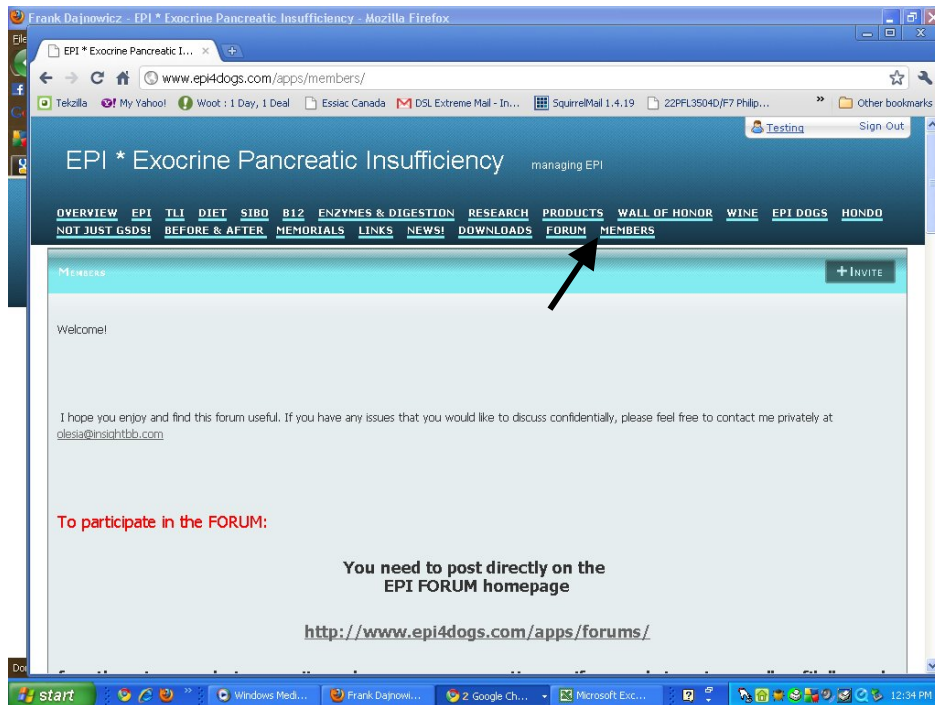 Frank Dajnowicz - EPI * Exocrine Pancreatic Insufficiency - Mozilla Firefox
File
EPI * Exocrine Pancreatic I...
www.epi4dogs.com/apps/members/
Tekzilla My Yahoo! Woot : 1 Day, 1 Deal Essiac Canada DSL Extreme Mail - In... SquirrelMail 1.4.19 22PFL3504D/F7 Philip... » Other bookmarks
Testing Sign Out
EPI * Exocrine Pancreatic Insufficiency managing EPI
OVERVIEW EPI TLI DIET SIBO B12 ENZYMES & DIGESTION RESEARCH PRODUCTS WALL OF HONOR WINE EPI DOGS HONDO
NOT JUST GSDS! BEFORE & AFTER MEMORIALS LINKS NEWS! DOWNLOADS FORUM MEMBERS
MEMBERS + INVITE
Welcome!
I hope you enjoy and find this forum useful. If you have any issues that you would like to discuss confidentially, please feel free to contact me privately at
olesia@insightbb.com
To participate in the FORUM:
You need to post directly on the
EPI FORUM homepage
http://www.epi4dogs.com/apps/forums/
start » Windows Medi... Frank Dajnowi... 2 Google Ch... Microsoft Exc... 12:34 PM